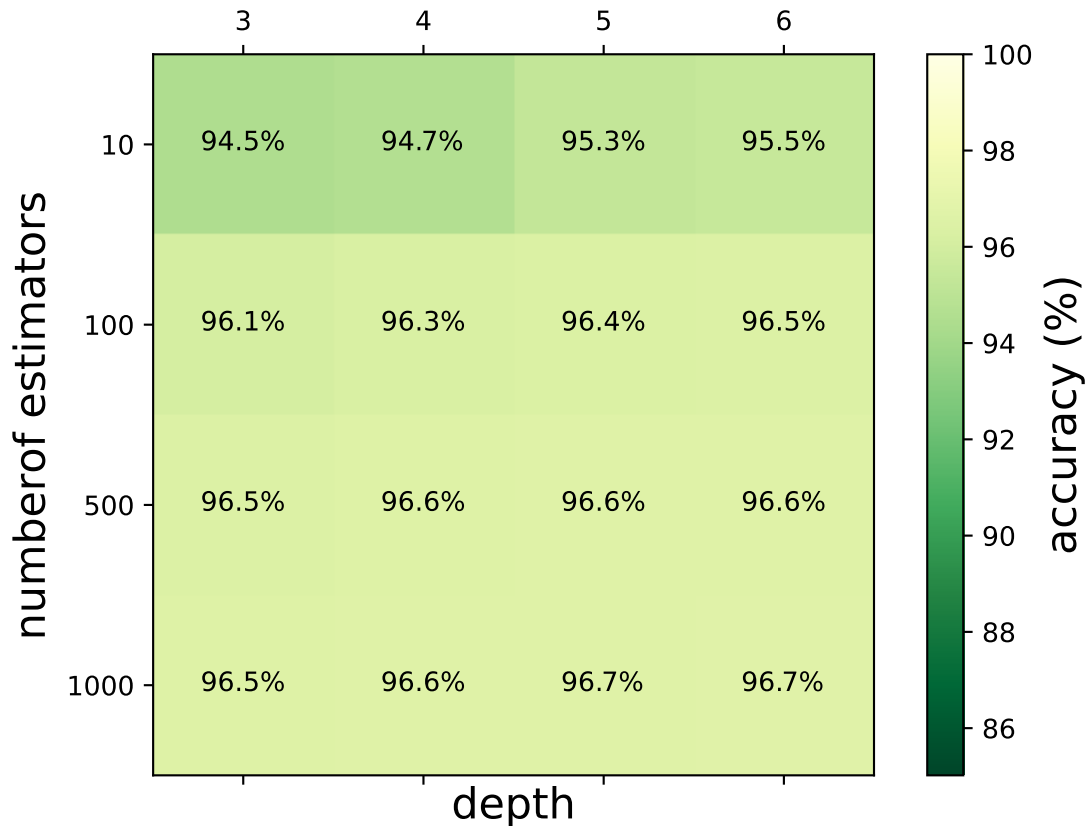 3 4 5 6
10 94.5% 94.7% 95.3% 95.5%
100 96.1% 96.3% 96.4% 96.5%
500 96.5% 96.6% 96.6% 96.6%
1000 96.5% 96.6% 96.7% 96.7%
numberof estimators
depth
100
98
96
94
92
90
88
86
accuracy (%)